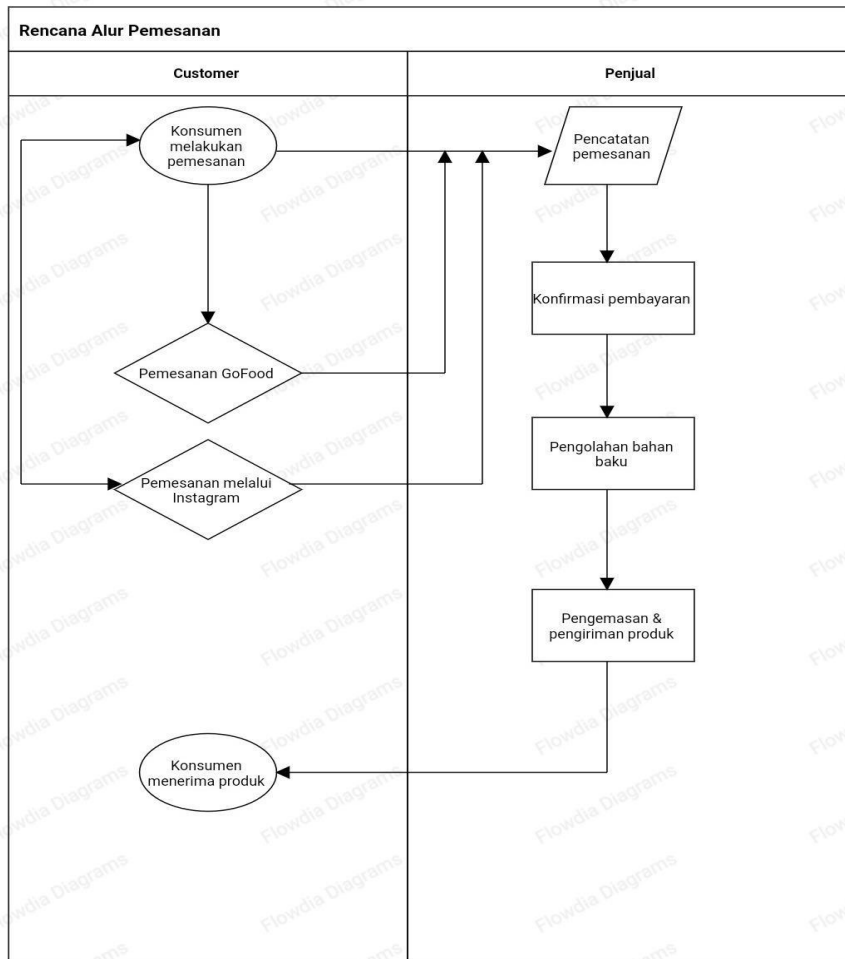 Rencana Alur Pemesanan
Customer
Penjual
Konsumen
melakukan
pemesanan
Pencatatan
pemesanan
Konfirmasi pembayaran
Pemesanan GoFood
Pengolahan bahan
baku
Pemesanan melalui
Instagram
Pengemasan &
pengiriman produk
Konsumen
menerima produk
Flowdia Diagrams